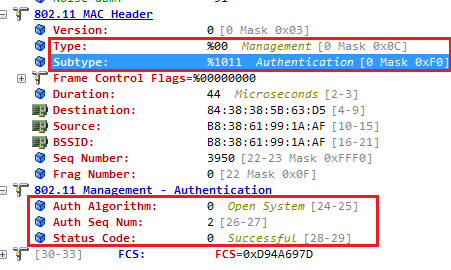 802.11 MAC Header
Version: 0 [0 Mask 0x03]
Type: %00 Management [0 Mask 0x0C]
Subtype: %1011 Authentication [0 Mask 0xF0]
Frame Control Flags=%00000000
Duration: 44 Microseconds [2-3]
Destination: 84:38:38:5B:63:D5 [4-9]
Source: B8:38:61:99:1A:AF [10-15]
BSSID: B8:38:61:99:1A:AF [16-21]
Seq Number: 3950 [22-23 Mask 0xFFF0]
Frag Number: 0 [22 Mask 0x0F]
802.11 Management - Authentication
Auth Algorithm: 0 Open System [24-25]
Auth Seq Num: 2 [26-27]
Status Code: 0 Successful [28-29]
[30-33] FCS: FCS=0xD94A697D